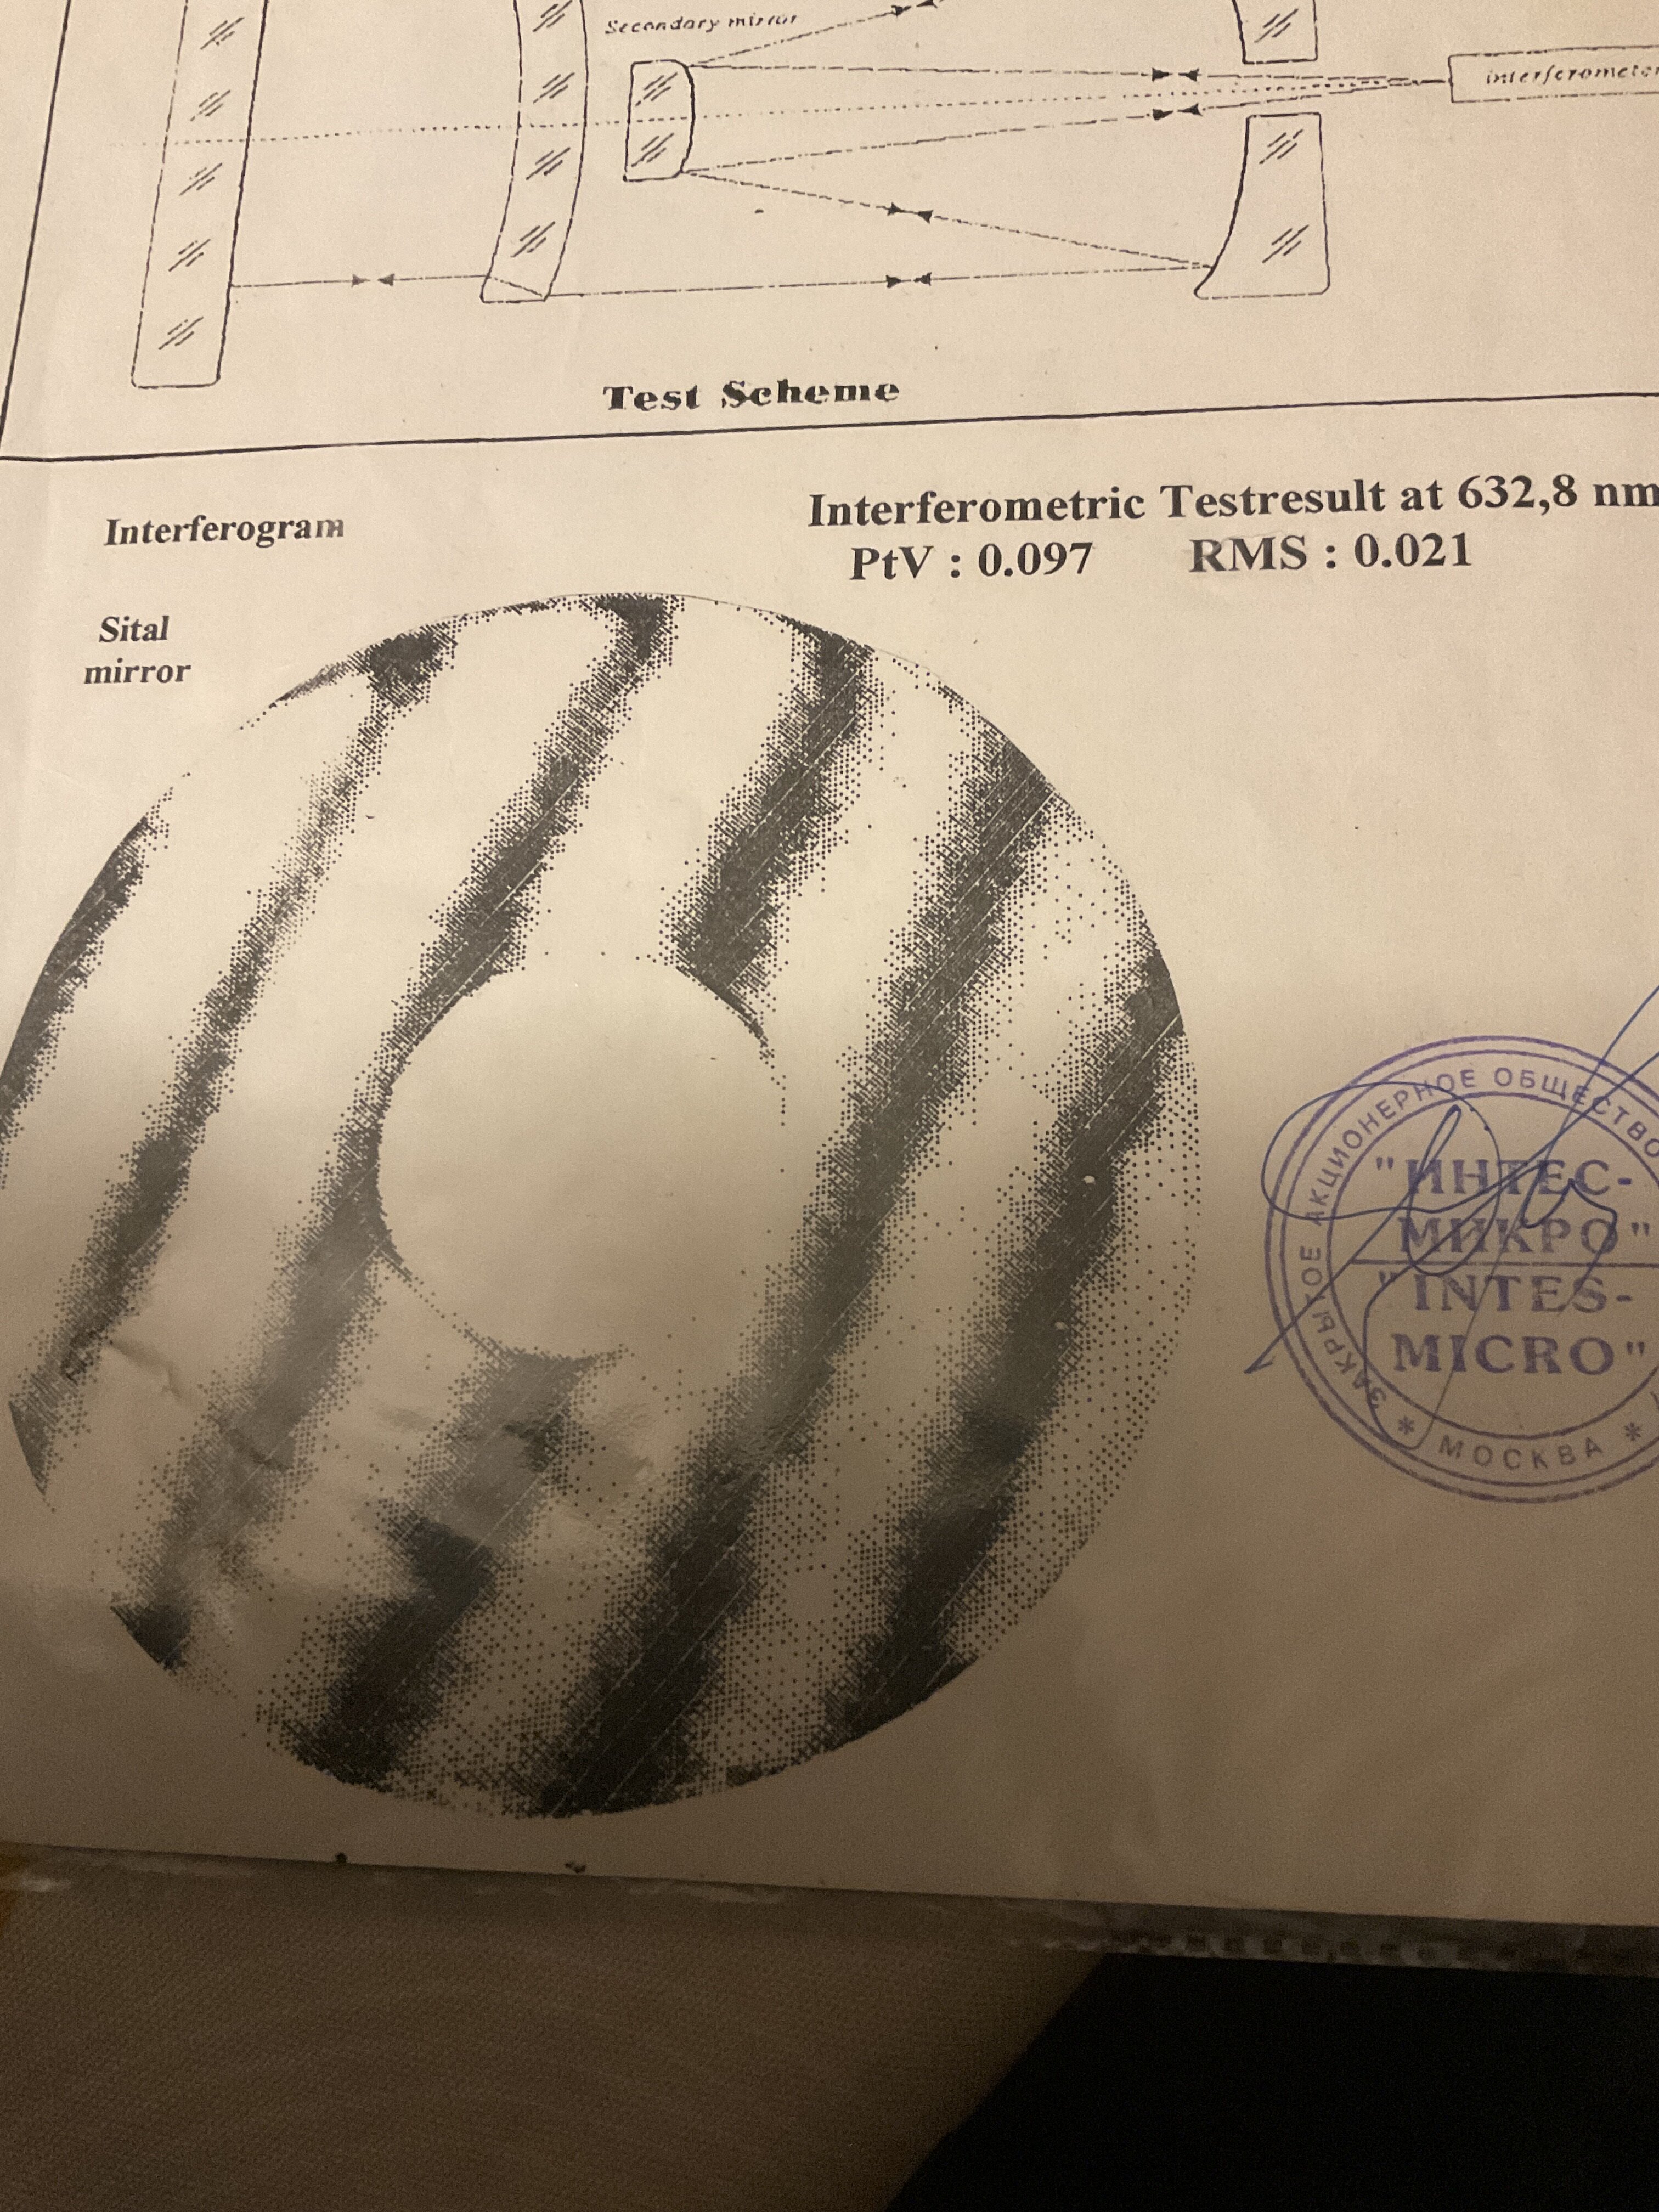 Secondary mirror
interferometer
Test Scheme
Interferogram
Interferometric Testresult at 632,8 nm
PtV : 0.097 RMS : 0.021
Sital
mirror
ЗАКРЫТОЕ АКЦИОНЕРНОЕ ОБЩЕСТВО
"ИНТЕС-
МИКРО"
"INTES-
MICRO"
* МОСКВА *